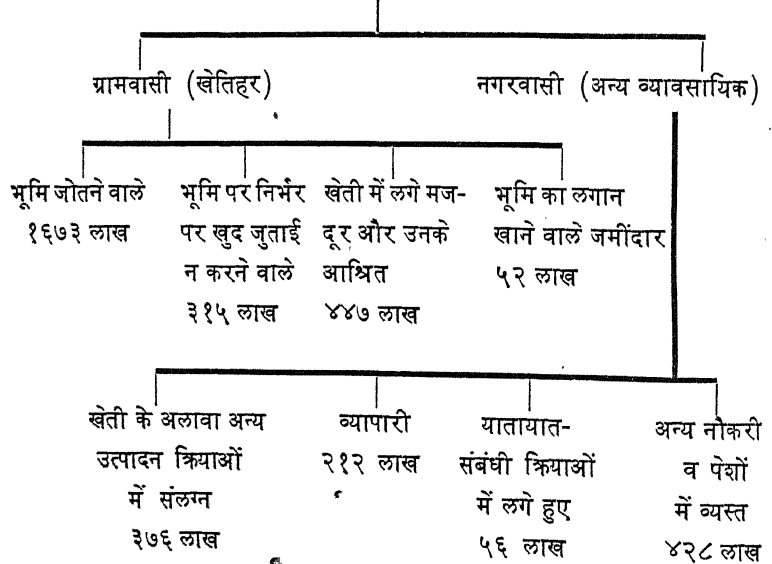 ग्रामवासी (खेतिहर)
नगरवासी (अन्य व्यावसायिक)
भूमि जोतने वाले
१६७३ लाख
भूमि पर निर्भर
पर खुद जुताई
न करने वाले
३१५ लाख
खेती में लगे मज-
दूर और उनके
आश्रित
४४७ लाख
भूमि का लगान
खाने वाले जमींदार
५२ लाख
खेती के अलावा अन्य
उत्पादन क्रियाओं
में संलग्न
३७६ लाख
व्यापारी
२१२ लाख
यातायात-
संबंधी क्रियाओं
में लगे हुए
५६ लाख
अन्य नौकरी
व पेशों
में व्यस्त
४२८ लाख